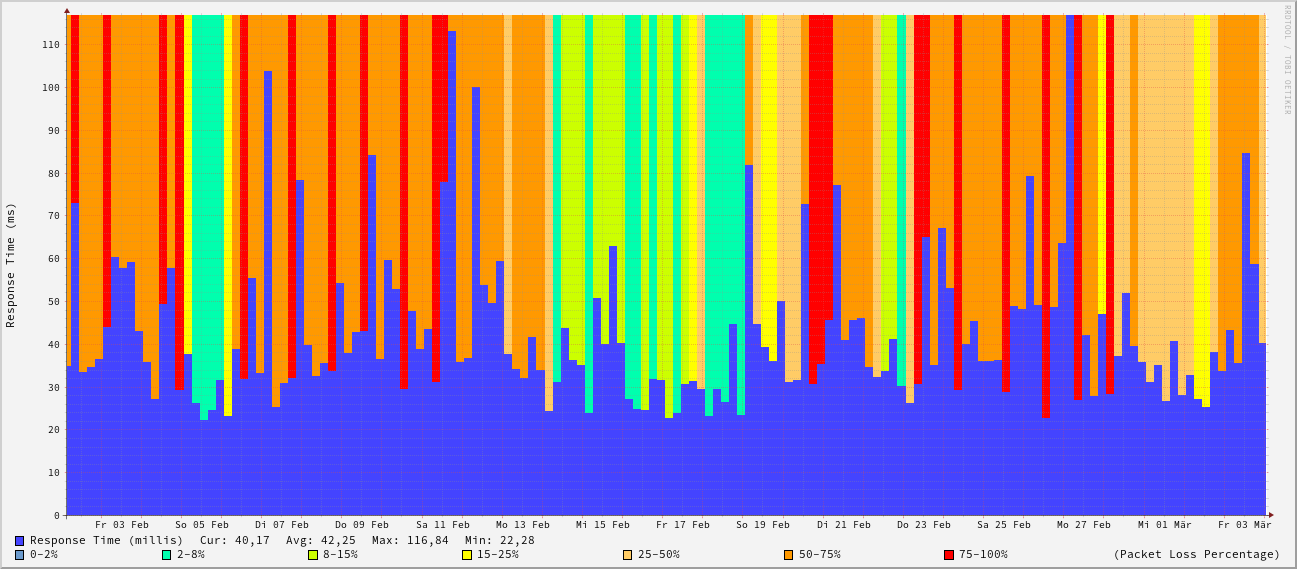 RRDTOOL / TOBI OETIKER
Response Time (ms)
110
100
90
80
70
60
50
40
30
20
10
0
Fr 03 Feb So 05 Feb Di 07 Feb Do 09 Feb Sa 11 Feb Mo 13 Feb Mi 15 Feb Fr 17 Feb So 19 Feb Di 21 Feb Do 23 Feb Sa 25 Feb Mo 27 Feb Mi 01 Mär Fr 03 Mär
Response Time (millis) Cur: 40,17 Avg: 42,25 Max: 116,84 Min: 22,28
0-2% 2-8% 8-15% 15-25% 25-50% 50-75% 75-100% (Packet Loss Percentage)